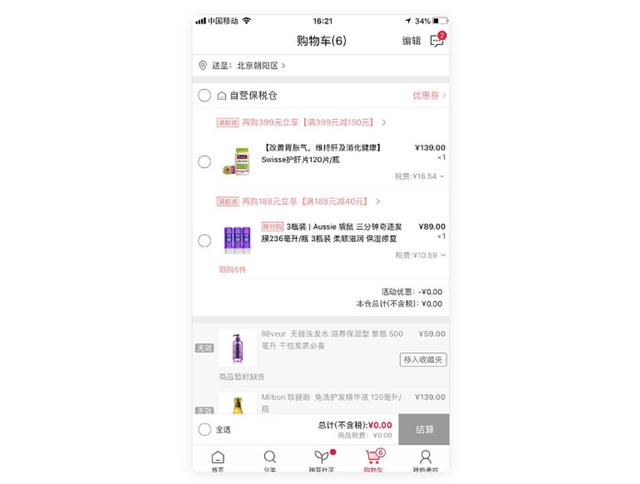 中国移动 16:21 34%
购物车(6) 编辑 2
送至：北京朝阳区
自营保税仓 优惠券
满额减 再购399元立享【满399元减150元】
【改善胃胀气，维持肝及消化健康】 ¥139.00
Swisse护肝片120片/瓶 ×1
税费:¥16.54
满额减 再购188元立享【满188元减40元】
限时购 3瓶装 | Aussie 袋鼠 三分钟奇迹发 ¥89.00
膜236毫升/瓶 3瓶装 柔顺滋润 保湿修复 ×1
税费:¥10.59
限购5件
活动优惠：-¥0.00
本仓总计(不含税)：¥0.00
Rêveur 无硅洗发水 滋养保湿型 紫瓶 500 ¥59.00
无效 毫升 干性发质必备
移入收藏夹
商品暂时缺货
Milbon 玫丽盼 免洗护发精华液 120毫升/ ¥139.00
无效 瓶
全选 总计(不含税):¥0.00 结算
商品税费：¥0.00
首页 分类 种草社区 购物车 6 我的考拉